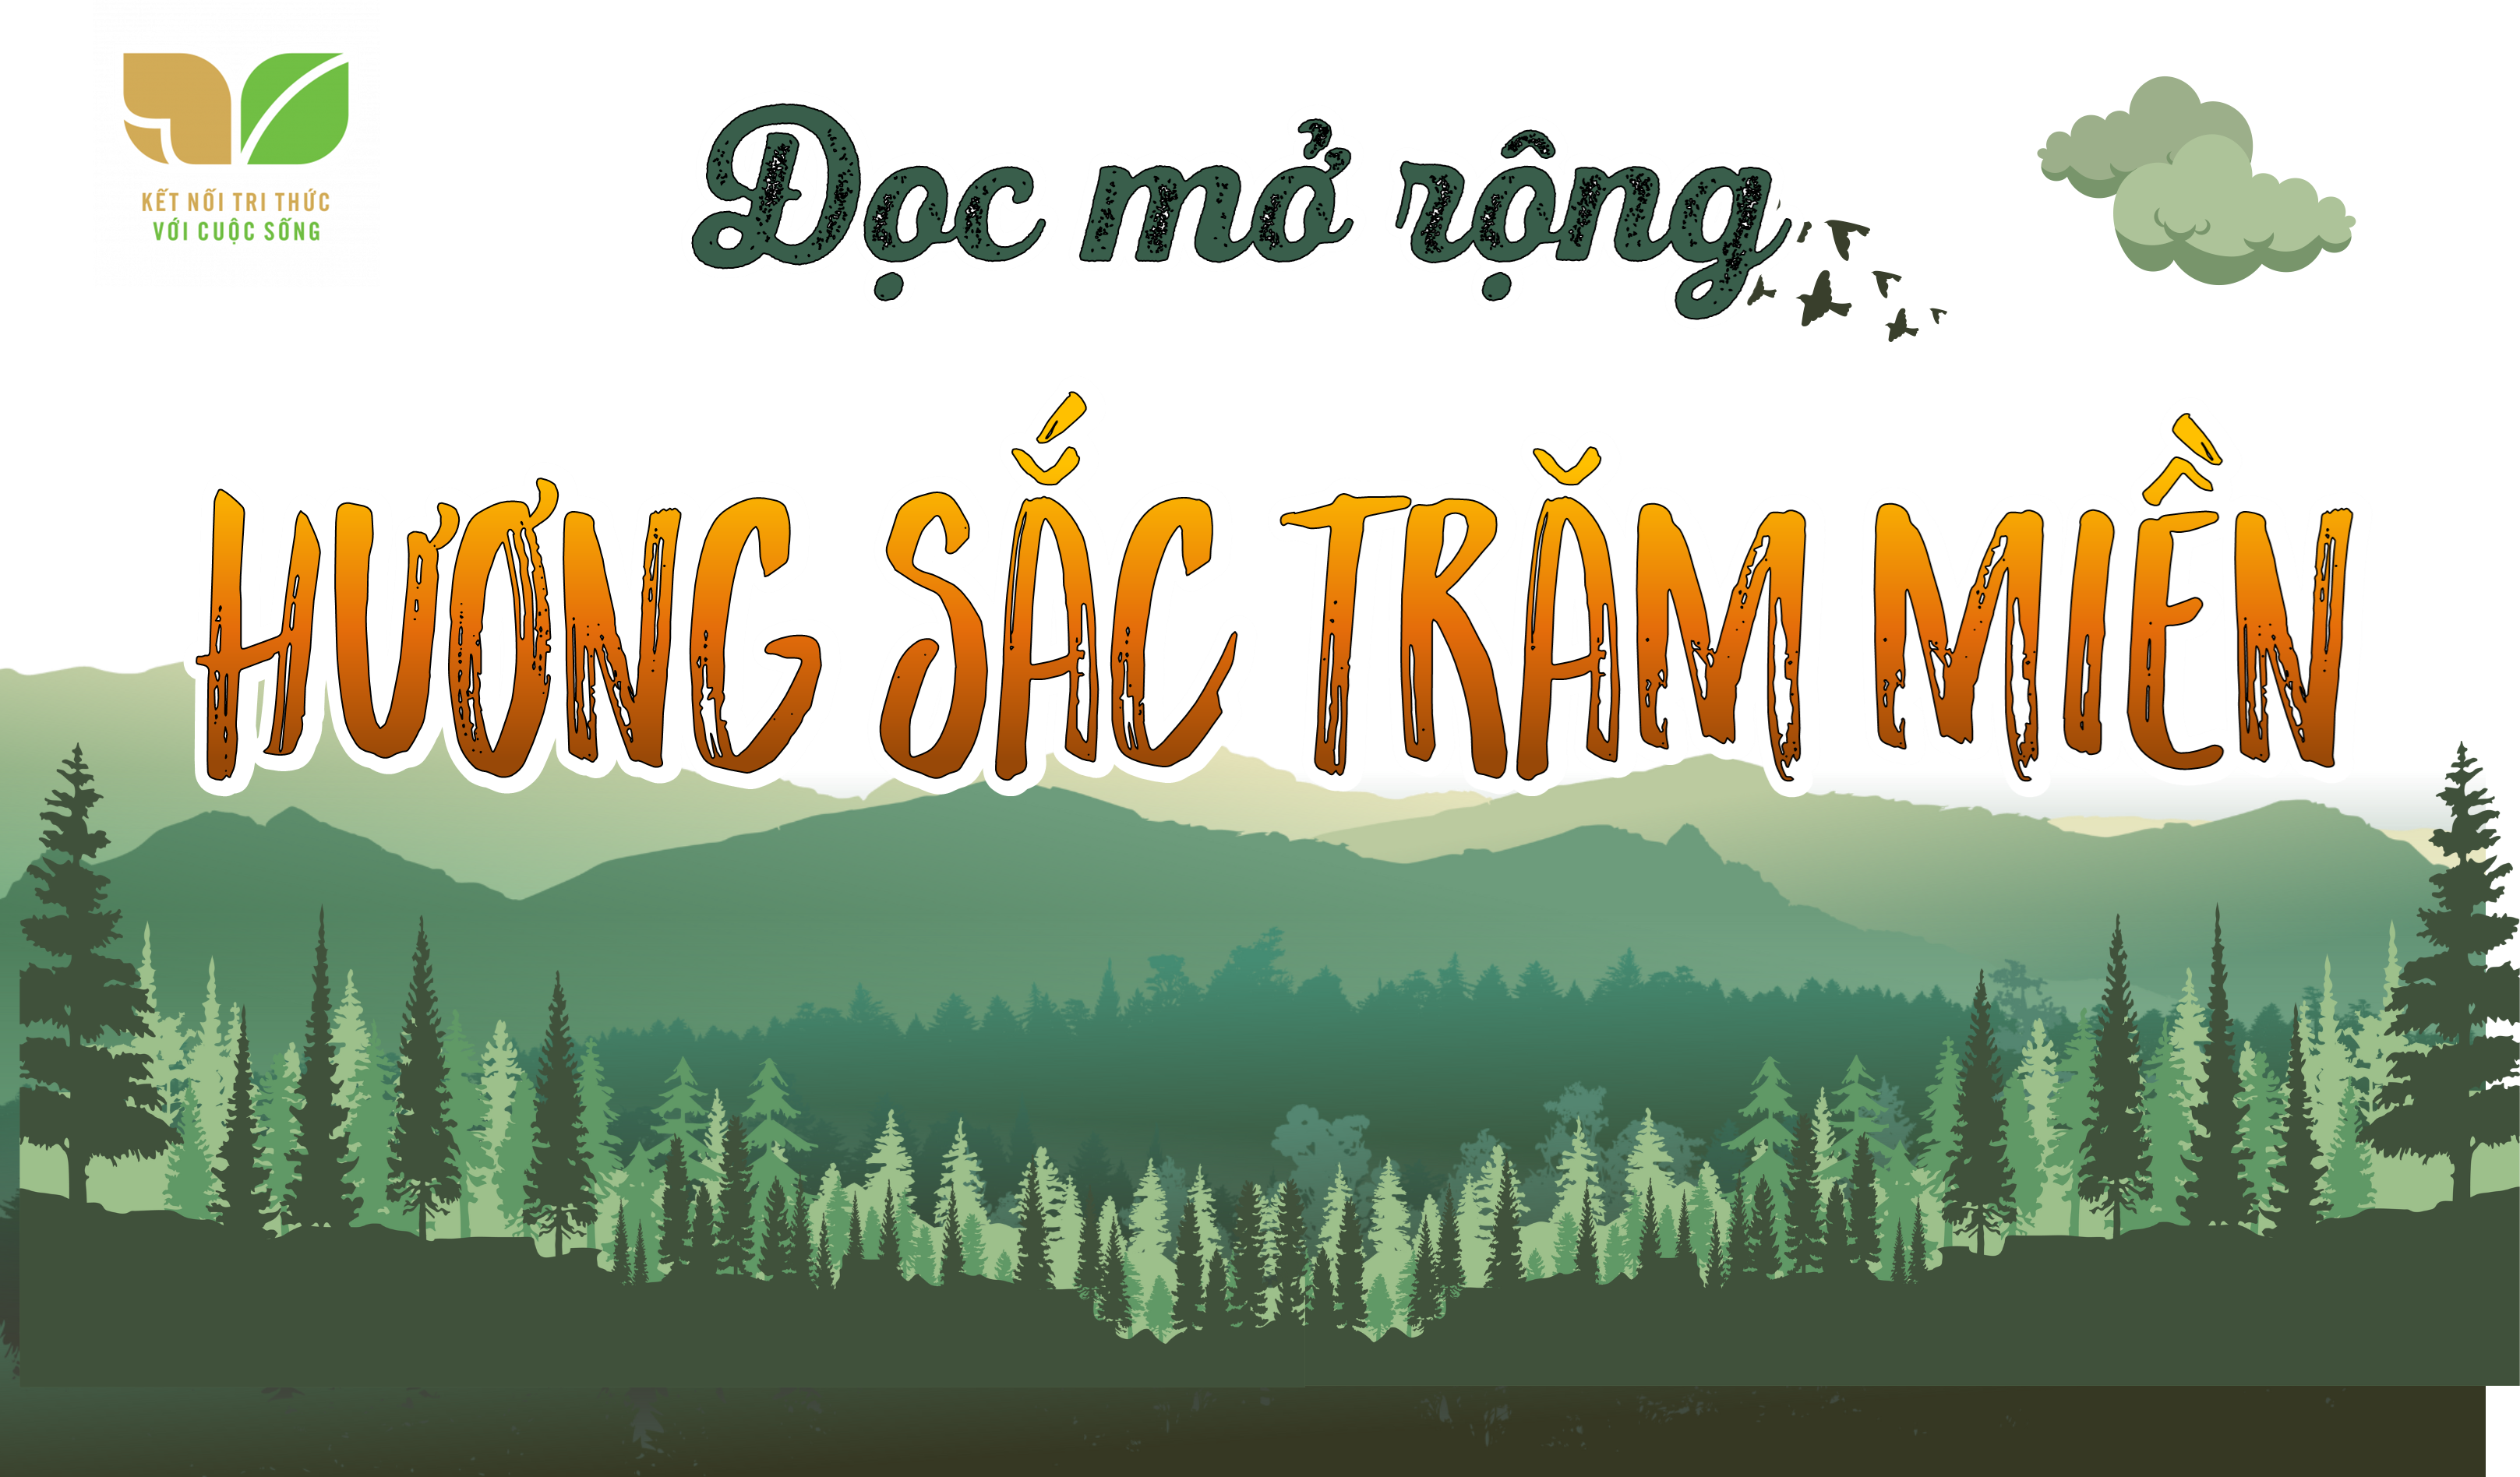 KẾT NỐI TRI THỨC
VỚI CUỘC SỐNG
Đọc mở rộng
HƯƠNG SẮC TRĂM MIỀN